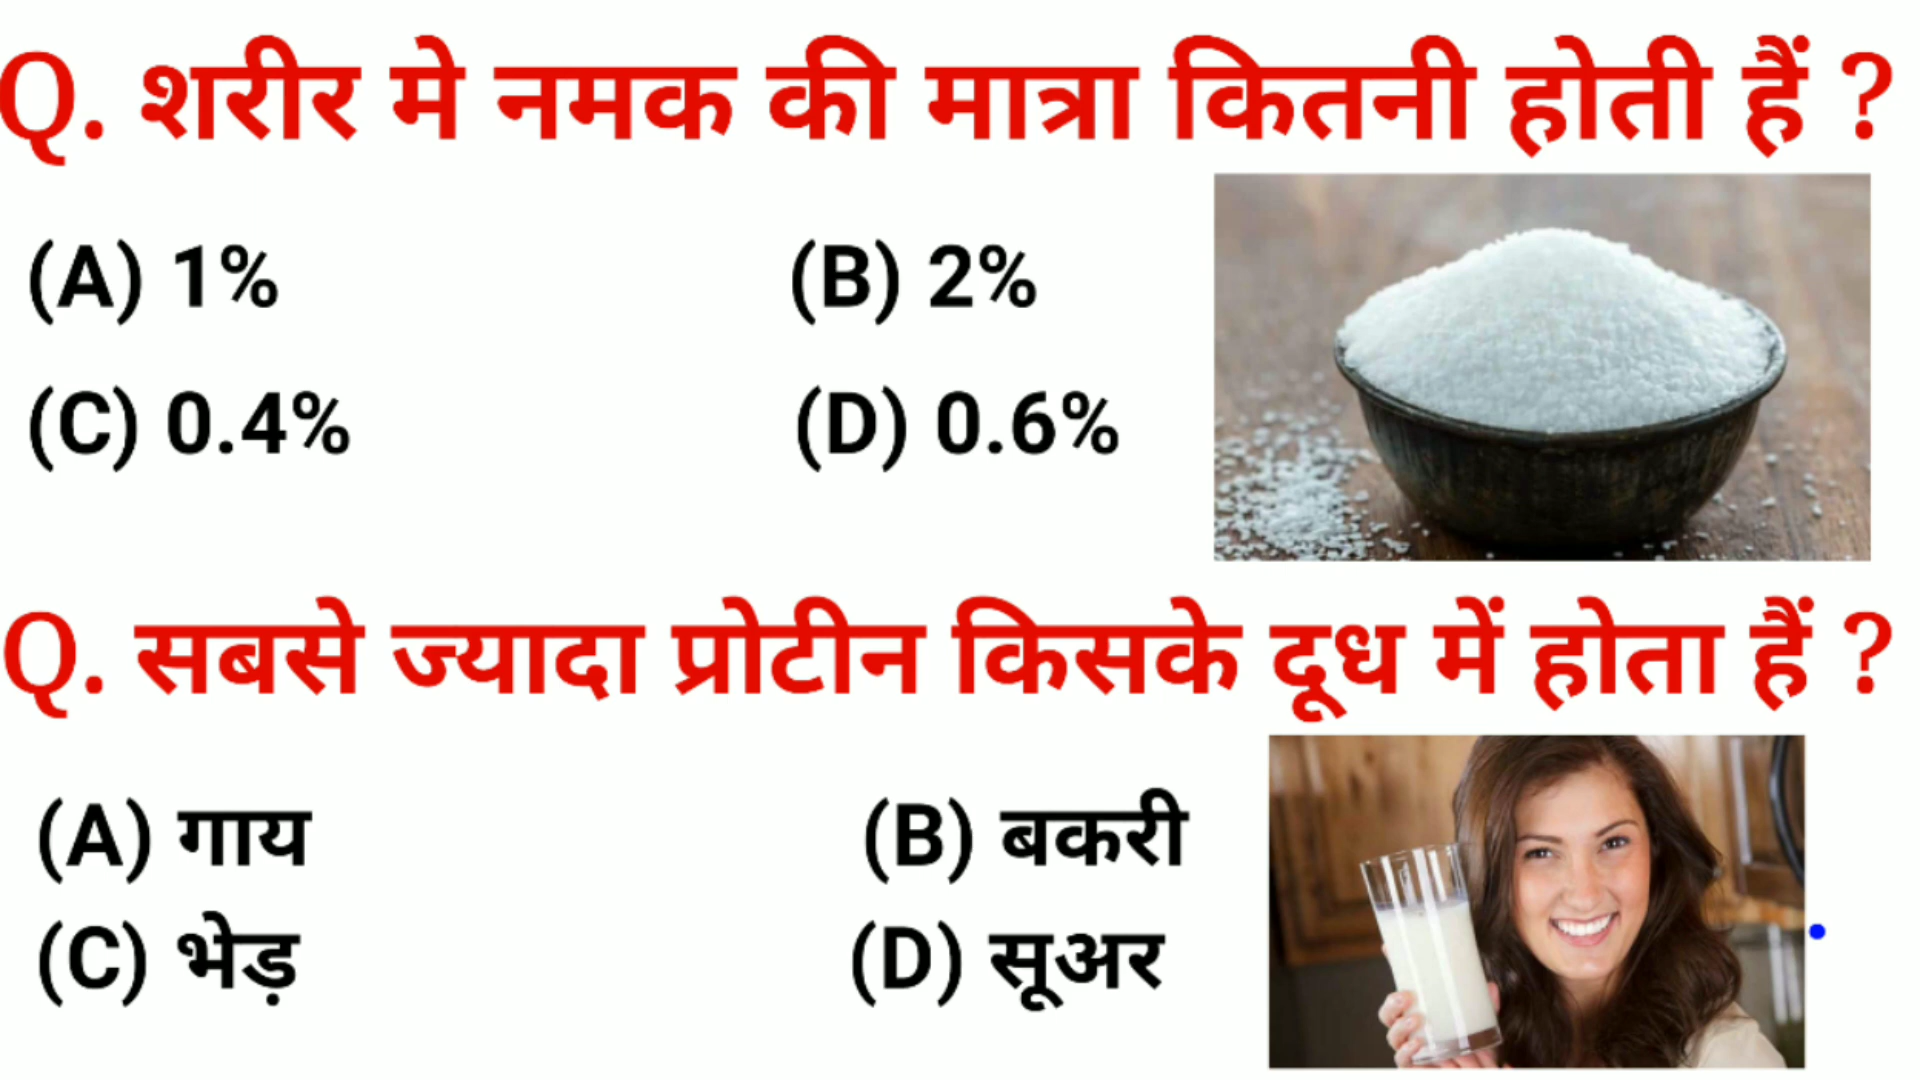 Q. शरीर मे नमक की मात्रा कितनी होती हैं ?
(A) 1% (B) 2%
(C) 0.4% (D) 0.6%
Q. सबसे ज्यादा प्रोटीन किसके दूध में होता हैं ?
(A) गाय (B) बकरी
(C) भेड़ (D) सूअर